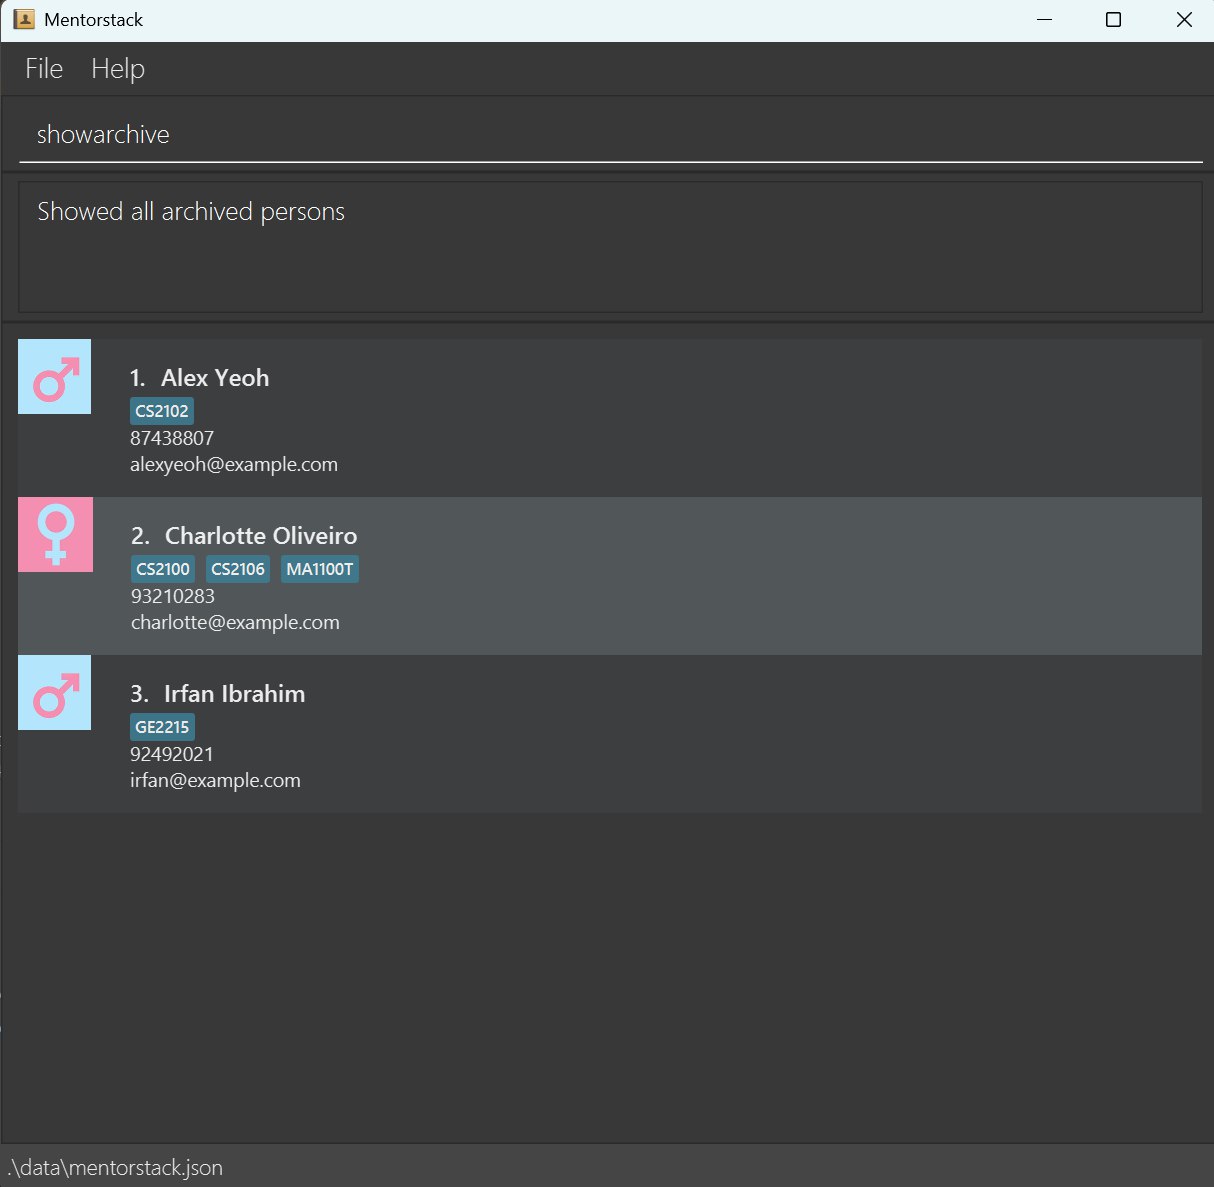 Mentorstack
File Help
showarchive
Showed all archived persons
1. Alex Yeoh
CS2102
87438807
alexyeoh@example.com
2. Charlotte Oliveiro
CS2100 CS2106 MA1100T
93210283
charlotte@example.com
3. Irfan Ibrahim
GE2215
92492021
irfan@example.com
.\data\mentorstack.json